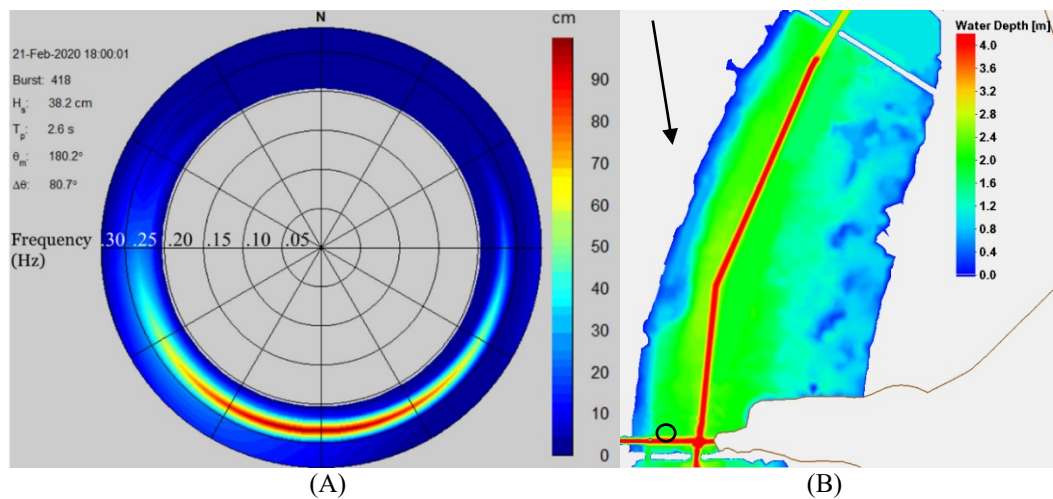 N
cm
21-Feb-2020 18:00:01
Burst: 418
Hs: 38.2 cm
Tp: 2.6 s
θm: 180.2°
Δθ: 80.7°
Frequency
(Hz)
.30 .25 .20 .15 .10 .05
90
80
70
60
50
40
30
20
10
0
Water Depth [m]
4.0
3.6
3.2
2.8
2.4
2.0
1.6
1.2
0.8
0.4
0.0
(A)
(B)